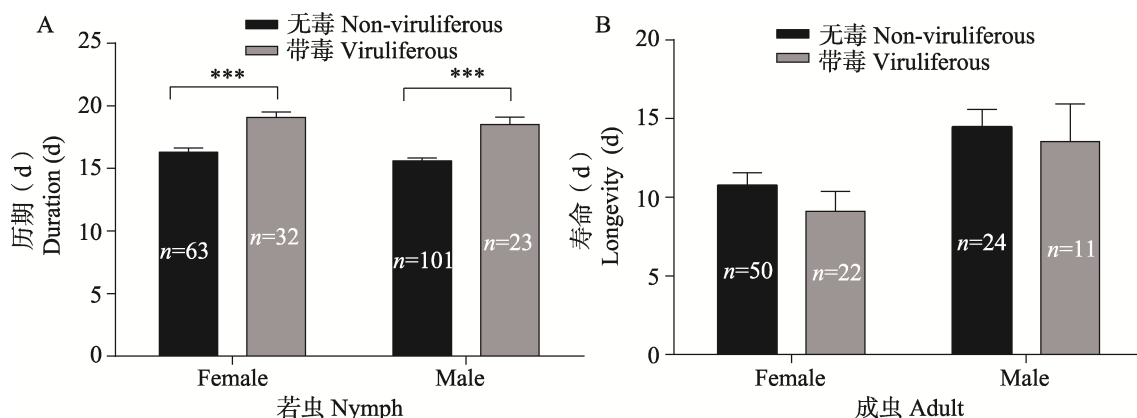 A
无毒 Non-viruliferous
带毒 Viruliferous
历期（d）
Duration (d)
25
20
15
10
5
0
***
***
n=63
n=32
n=101
n=23
Female
Male
若虫 Nymph
B
无毒 Non-viruliferous
带毒 Viruliferous
寿命（d）
Longevity (d)
20
15
10
5
0
n=50
n=22
n=24
n=11
Female
Male
成虫 Adult